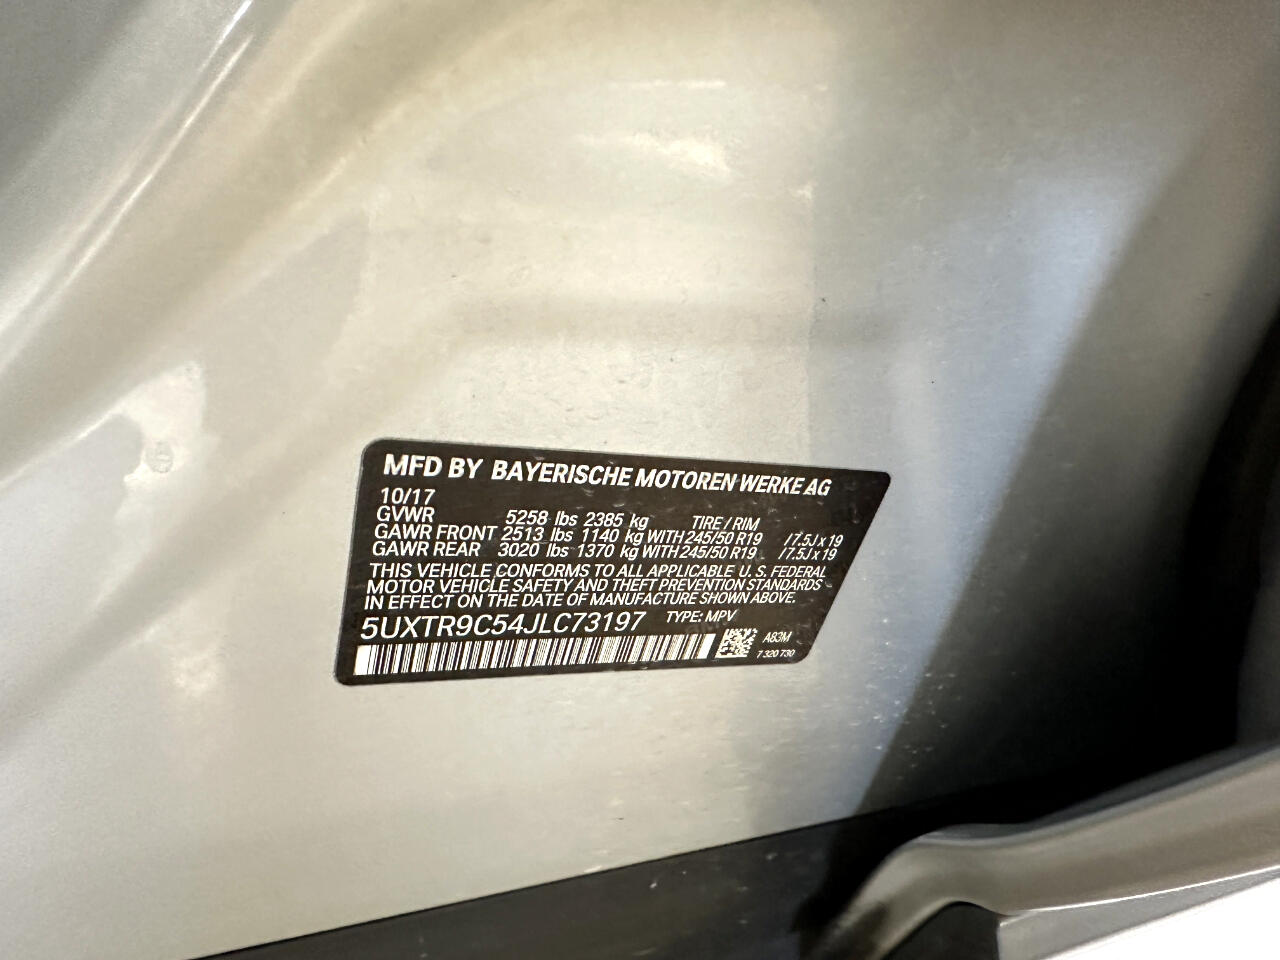 MFD BY BAYERISCHE MOTOREN WERKE AG
10/17
GVWR 5258 lbs 2385 kg TIRE / RIM
GAWR FRONT 2513 lbs 1140 kg WITH 245/50 R19 /7.5J x 19
GAWR REAR 3020 lbs 1370 kg WITH 245/50 R19 /7.5J x 19
THIS VEHICLE CONFORMS TO ALL APPLICABLE U. S. FEDERAL
MOTOR VEHICLE SAFETY AND THEFT PREVENTION STANDARDS
IN EFFECT ON THE DATE OF MANUFACTURE SHOWN ABOVE.
5UXTR9C54JLC73197 TYPE: MPV
A83M
7 320 730